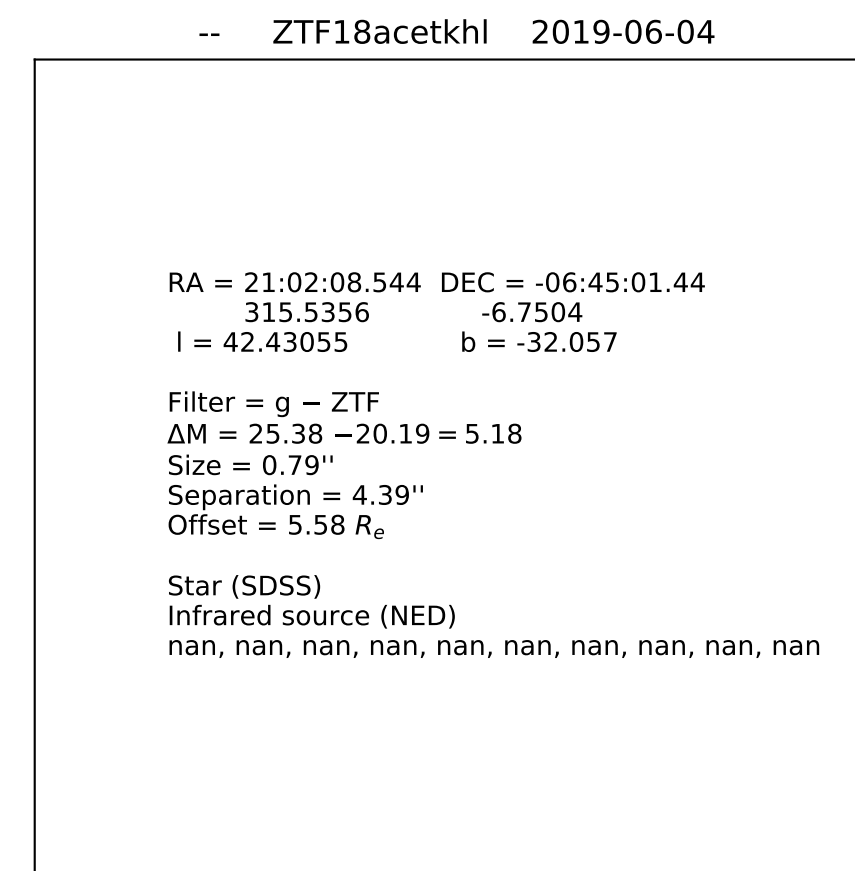 -- ZTF18acetkhl 2019-06-04
RA = 21:02:08.544 DEC = -06:45:01.44
315.5356 -6.7504
l = 42.43055 b = -32.057
Filter = g − ZTF
ΔM = 25.38 −20.19 = 5.18
Size = 0.79''
Separation = 4.39''
Offset = 5.58 Rₑ
Star (SDSS)
Infrared source (NED)
nan, nan, nan, nan, nan, nan, nan, nan, nan, nan